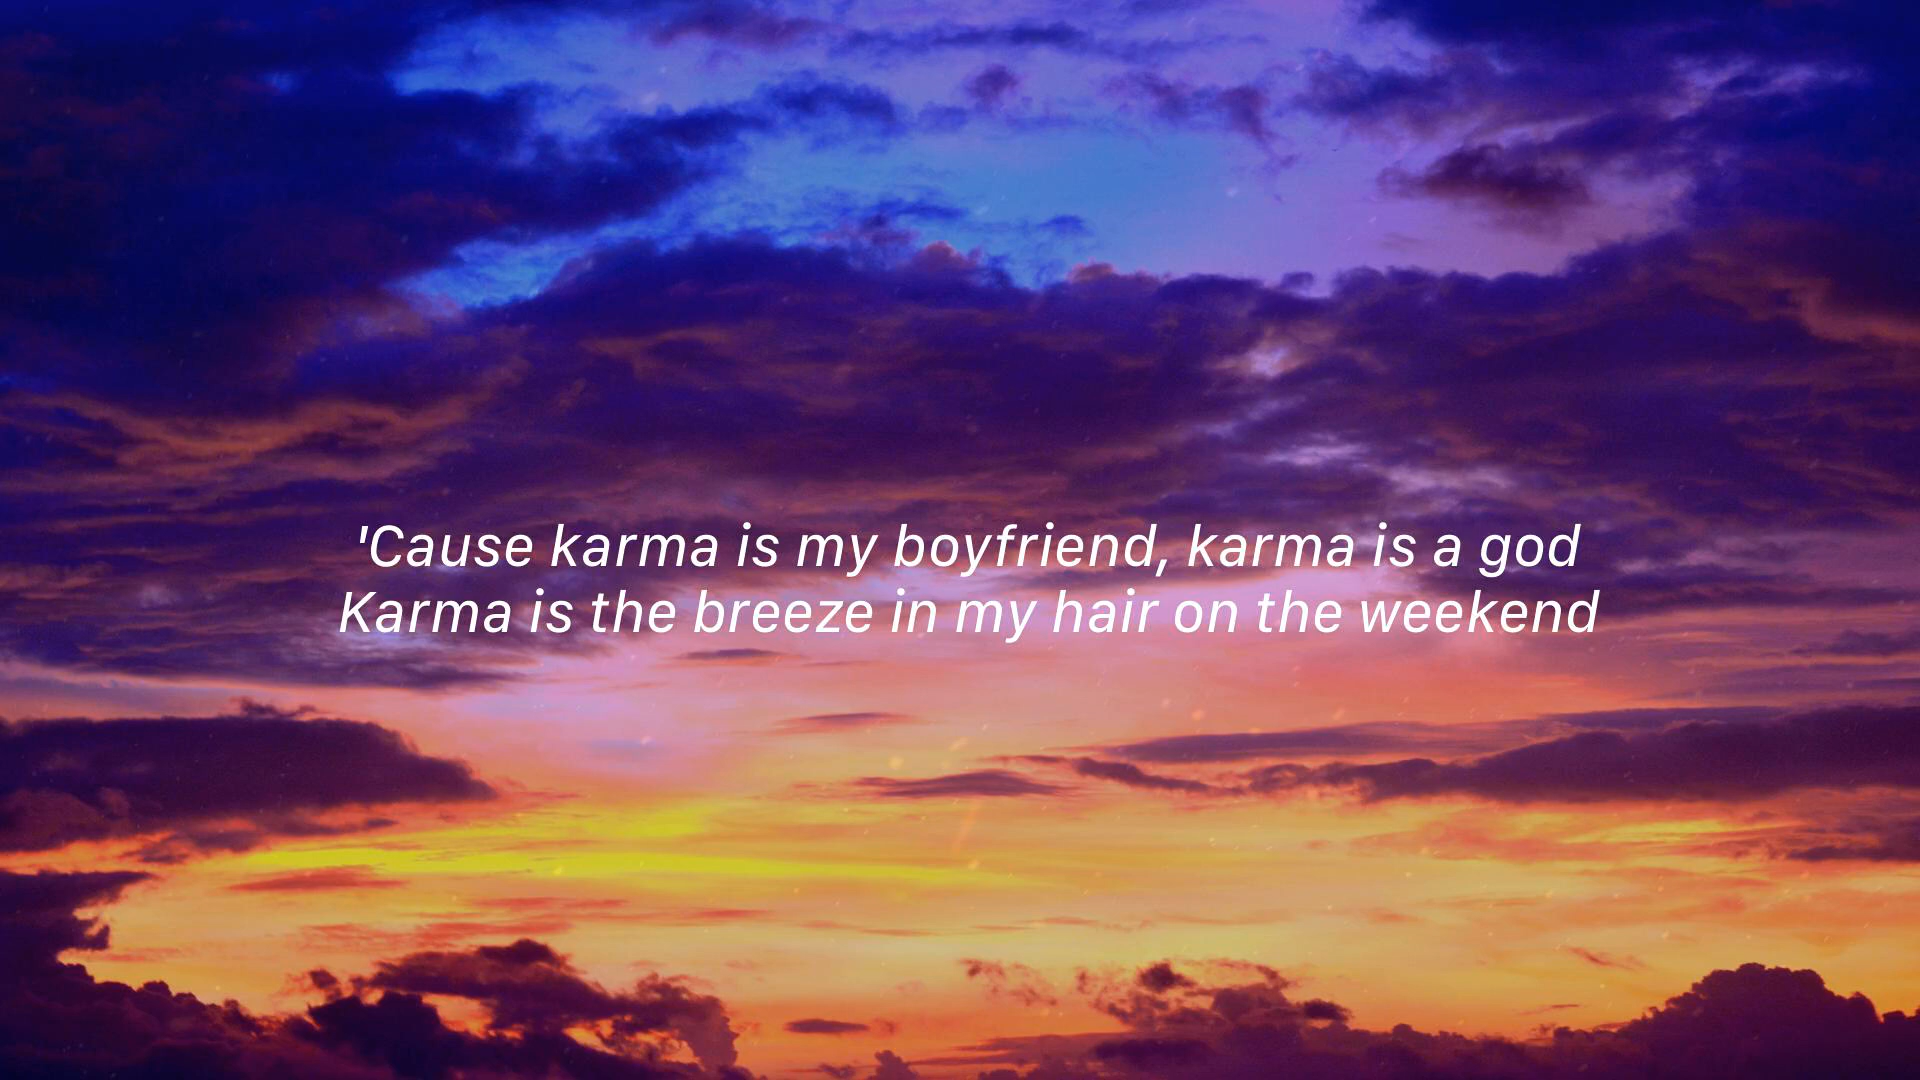 'Cause karma is my boyfriend, karma is a god
Karma is the breeze in my hair on the weekend